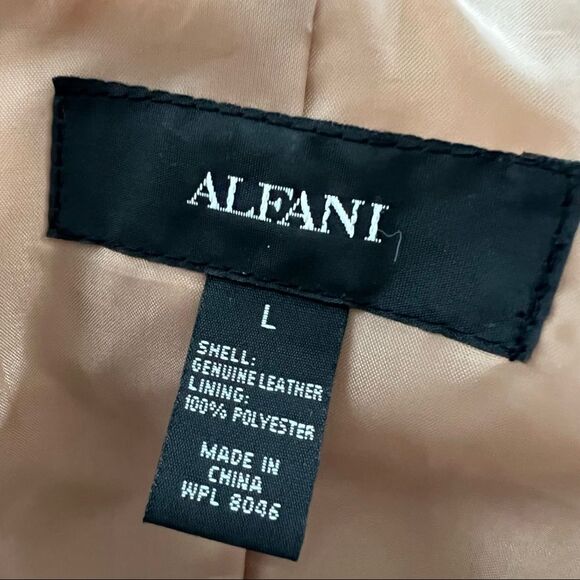 ALFANI
L
SHELL:
GENUINE LEATHER
LINING:
100% POLYESTER
MADE IN
CHINA
WPL 8046